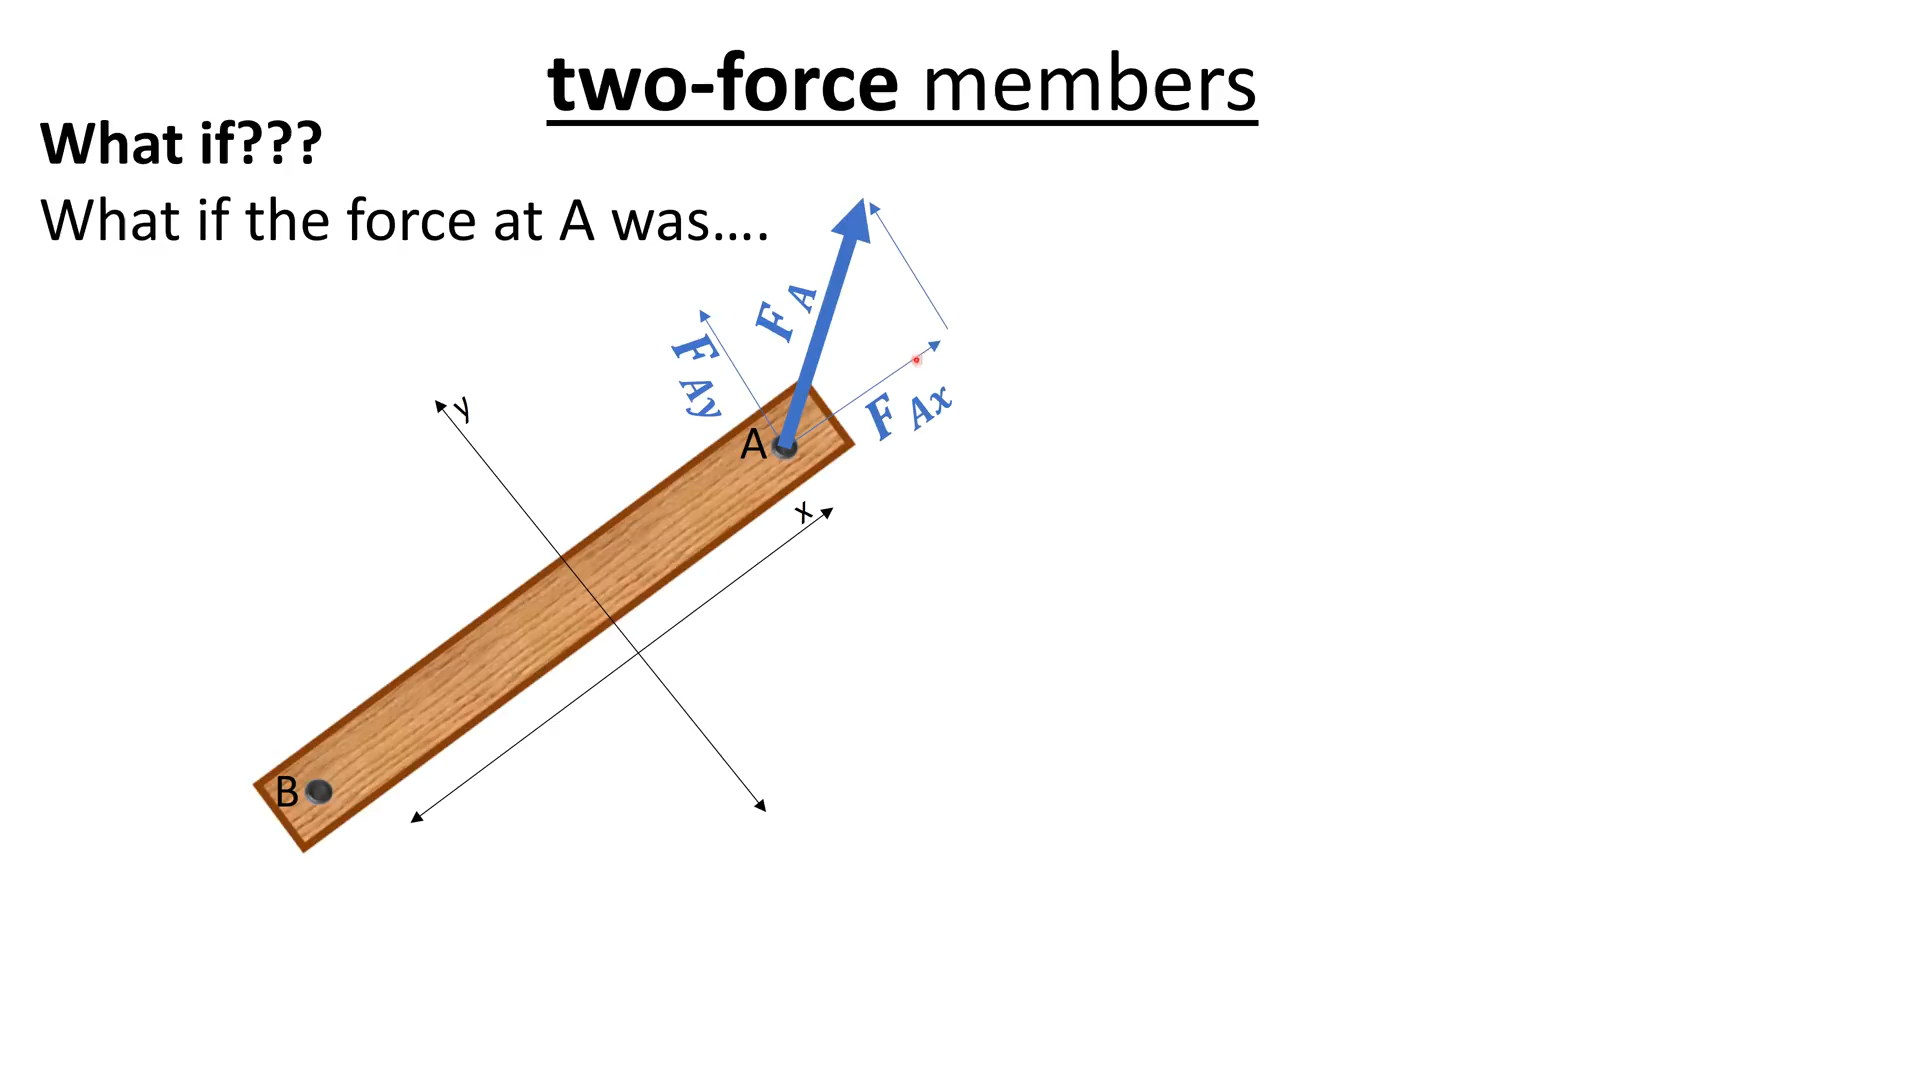 two-force members
What if???
What if the force at A was....
F A
F Ay
F Ax
y
A
x
B